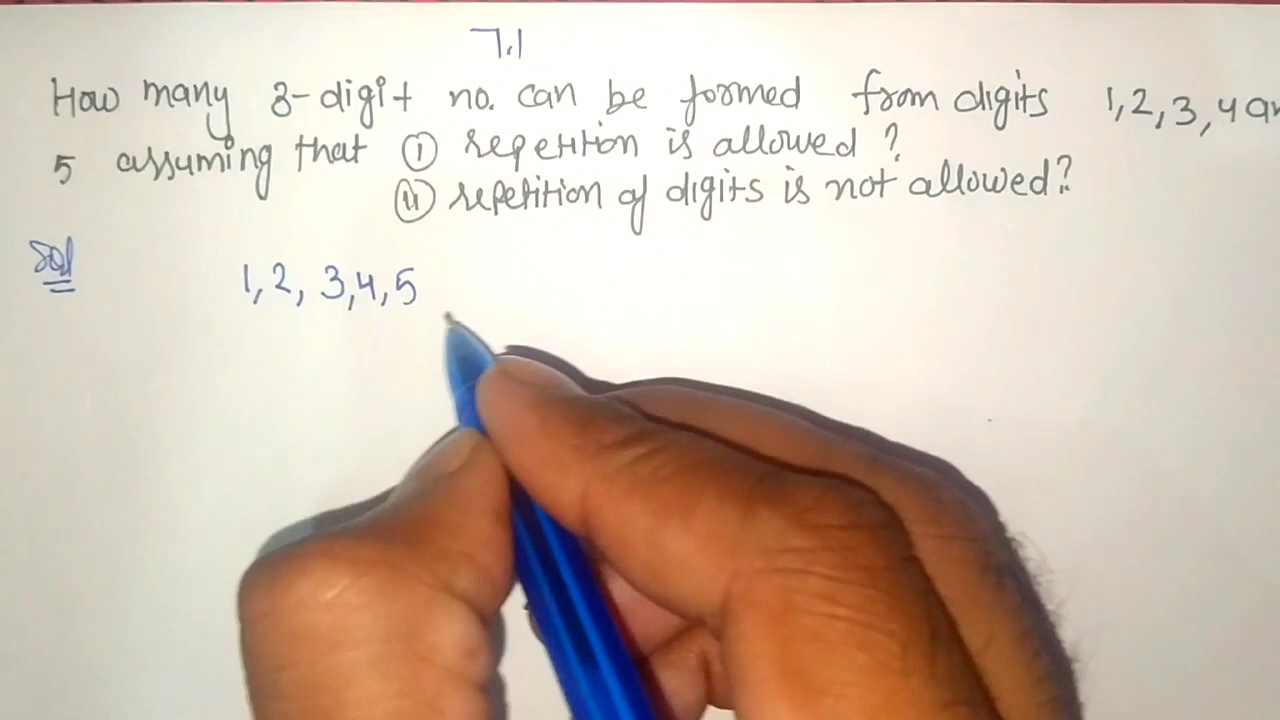 7.1
How many 3-digit no. can be formed from digits 1, 2, 3, 4 an
5 assuming that (i) repetition is allowed ?
(ii) repetition of digits is not allowed?
Sol
1, 2, 3, 4, 5